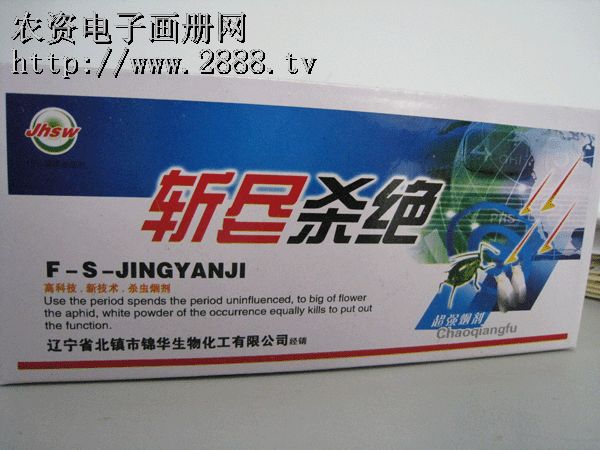 农资电子画册网
http://www.2888.tv
Jhsw
斩尽杀绝
F-S-JINGYANJI
高科技．新技术．杀虫烟剂
Use the period spends the period uninfluenced, to big of flower
the aphid, white powder of the occurrence equally kills to put out
the function.
辽宁省北镇市锦华生物化工有限公司经销
超强烟剂
Chaoqiangfu